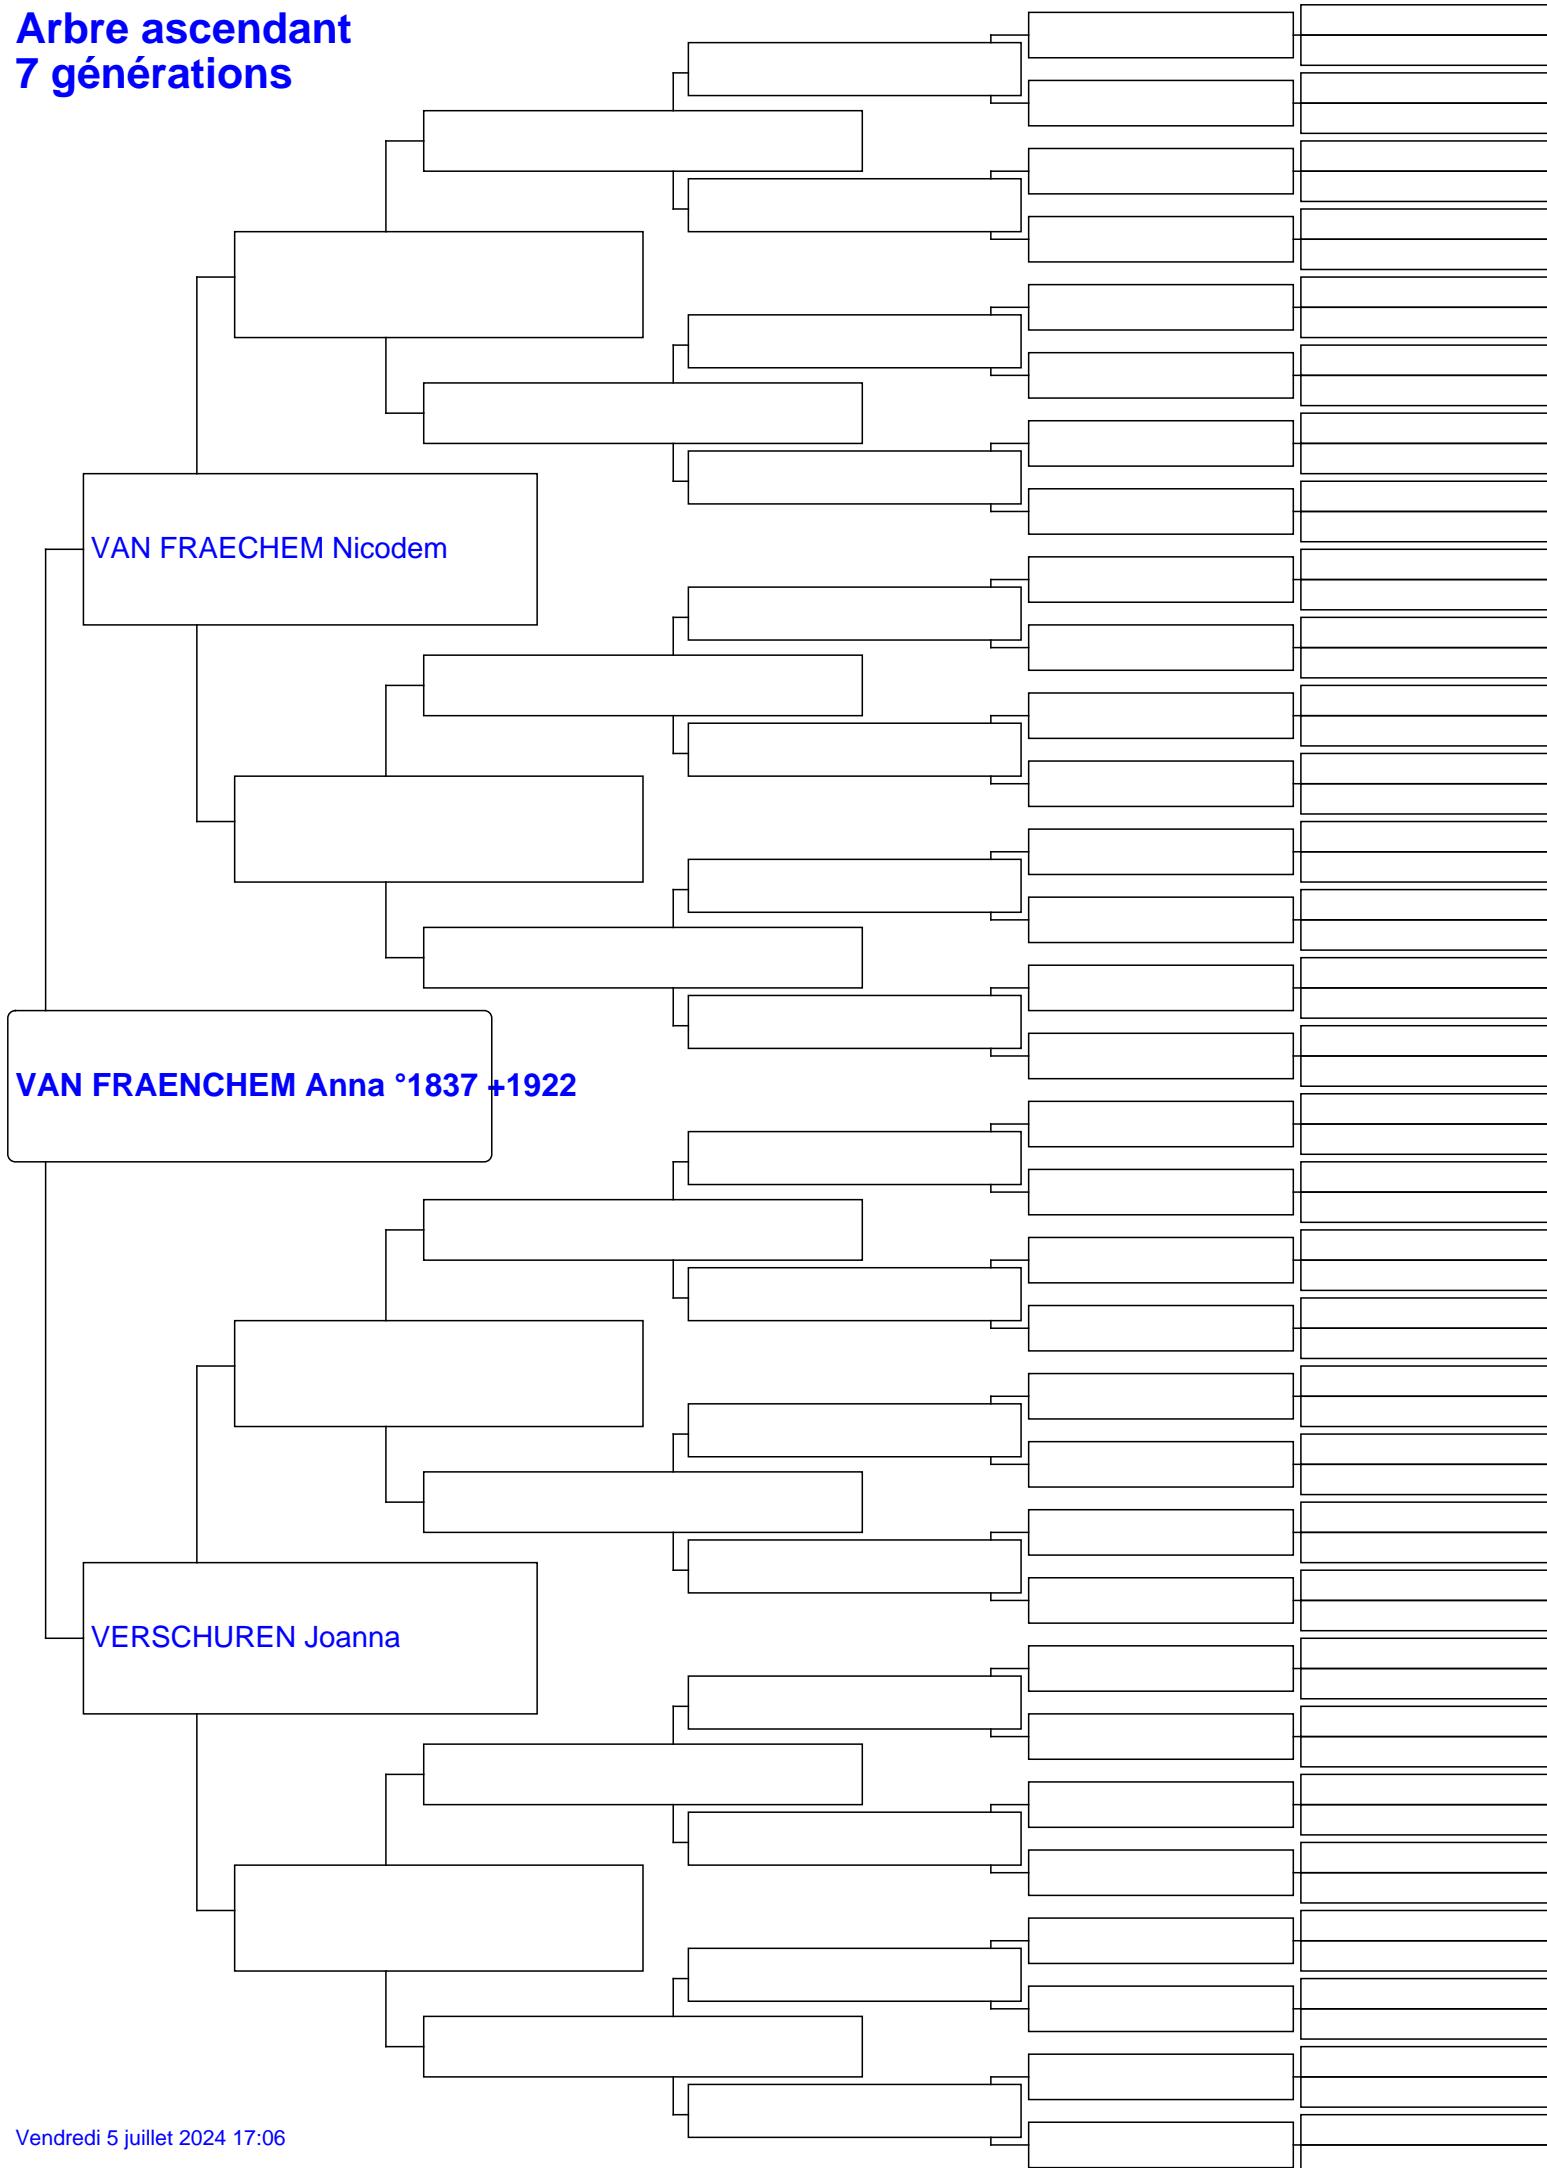 Arbre ascendant
7 générations
VAN FRAECHEM Nicodem
VAN FRAENCHEM Anna °1837 +1922
VERSCHUREN Joanna
Vendredi 5 juillet 2024 17:06